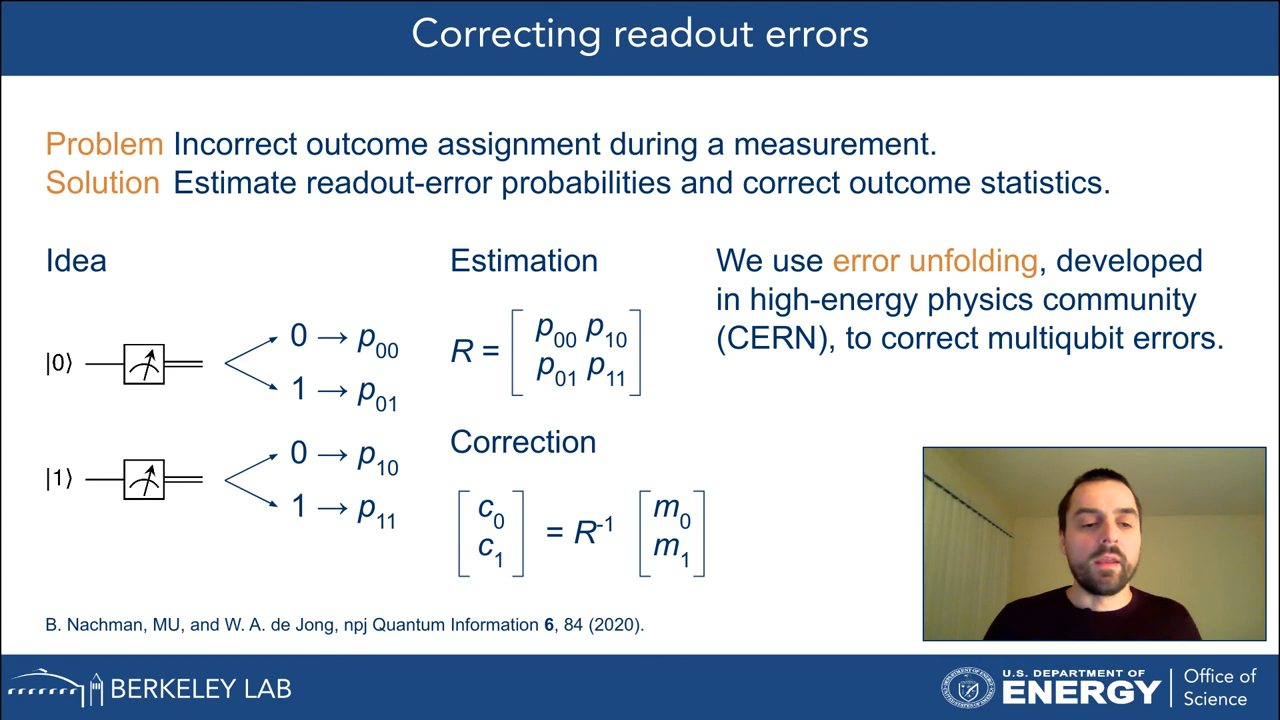 Correcting readout errors
Problem Incorrect outcome assignment during a measurement.
Solution Estimate readout-error probabilities and correct outcome statistics.
Idea
|0⟩
0 → p00
1 → p01
|1⟩
0 → p10
1 → p11
Estimation
R = [ p00 p10
p01 p11 ]
Correction
[ c0
c1 ] = R-1 [ m0
m1 ]
We use error unfolding, developed
in high-energy physics community
(CERN), to correct multiqubit errors.
B. Nachman, MU, and W. A. de Jong, npj Quantum Information 6, 84 (2020).
BERKELEY LAB
U.S. DEPARTMENT OF
ENERGY
Office of
Science